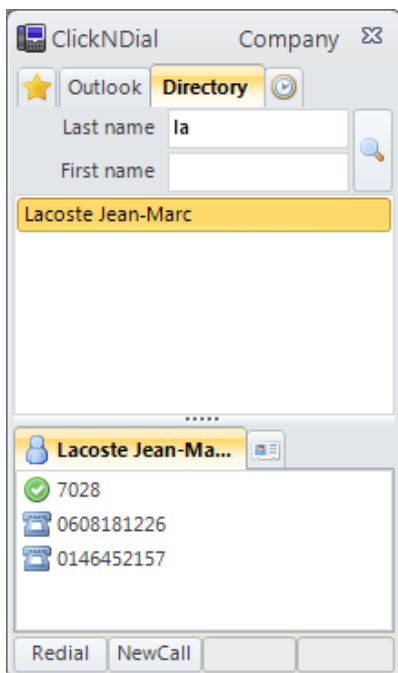 ClickNDial Company
Outlook Directory
Last name la
First name
Lacoste Jean-Marc
Lacoste Jean-Ma...
7028
0608181226
0146452157
Redial NewCall